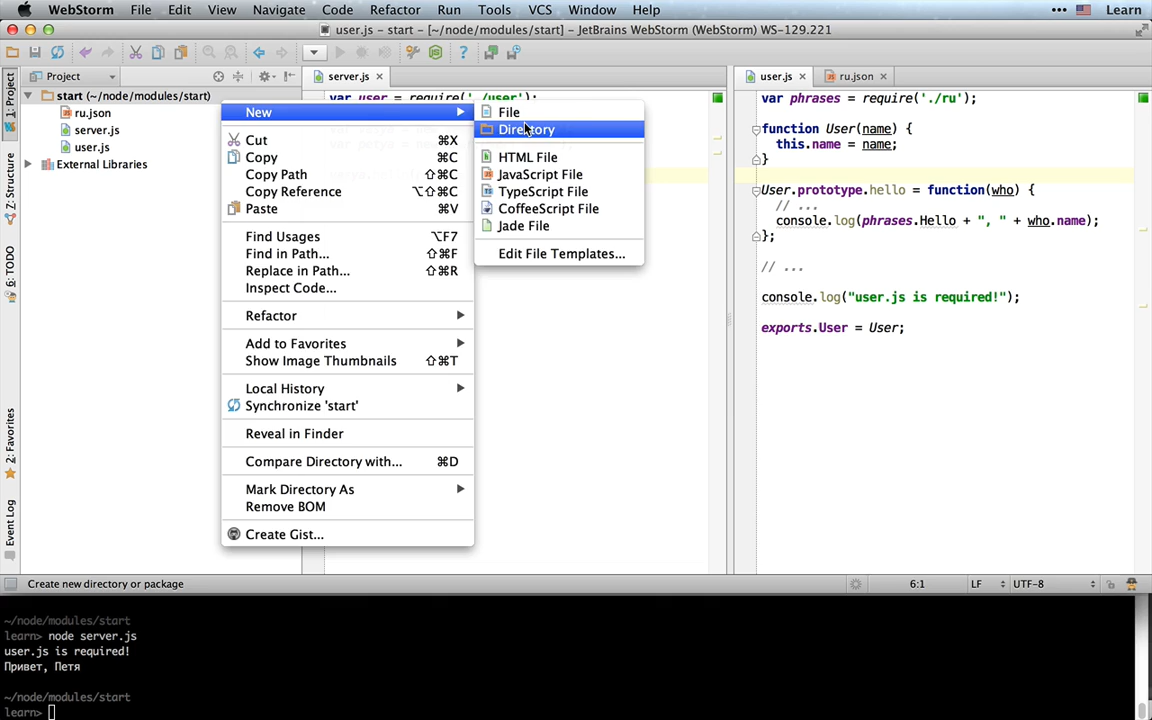 WebStorm File Edit View Navigate Code Refactor Run Tools VCS Window Help ••• Learn
user.js - start - [~/node/modules/start] - JetBrains WebStorm (WebStorm) WS-129.221
1: Project
Z: Structure
6: TODO
2: Favorites
Event Log
Project
start (~/node/modules/start)
ru.json
server.js
user.js
External Libraries
New
Cut ⌘X
Copy ⌘C
Copy Path ⇧⌘C
Copy Reference ⌥⇧⌘C
Paste ⌘V
Find Usages ⌥F7
Find in Path... ⇧⌘F
Replace in Path... ⇧⌘R
Inspect Code...
Refactor
Add to Favorites
Show Image Thumbnails ⇧⌘T
Local History
Synchronize 'start'
Reveal in Finder
Compare Directory with... ⌘D
Mark Directory As
Remove BOM
Create Gist...
File
Directory
HTML File
JavaScript File
TypeScript File
CoffeeScript File
Jade File
Edit File Templates...
server.js
var user = require('./user');
user.js ru.json
var phrases = require('./ru');
function User(name) {
this.name = name;
}
User.prototype.hello = function(who) {
// ...
console.log(phrases.Hello + ", " + who.name);
};
// ...
console.log("user.js is required!");
exports.User = User;
Create new directory or package 6:1 LF UTF-8
~/node/modules/start
learn> node server.js
user.js is required!
Привет, Петя
~/node/modules/start
learn>